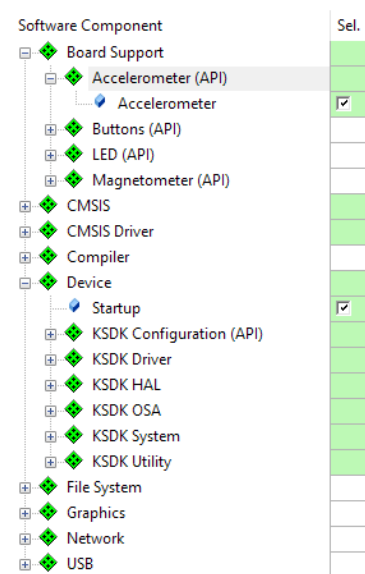 Software Component Sel.
Board Support
Accelerometer (API)
Accelerometer
Buttons (API)
LED (API)
Magnetometer (API)
CMSIS
CMSIS Driver
Compiler
Device
Startup
KSDK Configuration (API)
KSDK Driver
KSDK HAL
KSDK OSA
KSDK System
KSDK Utility
File System
Graphics
Network
USB